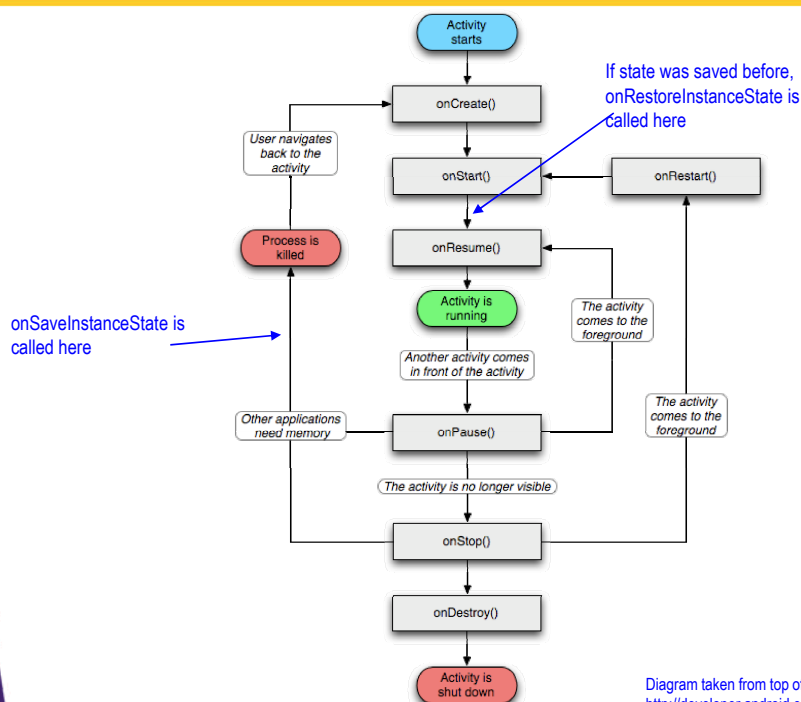 Activity
starts
If state was saved before,
onRestoreInstanceState is
called here
onCreate()
User navigates
back to the
activity
onStart()
onRestart()
Process is
killed
onResume()
Activity is
running
The activity
comes to the
foreground
onSaveInstanceState is
called here
Another activity comes
in front of the activity
The activity
comes to the
foreground
Other applications
need memory
onPause()
The activity is no longer visible
onStop()
onDestroy()
Activity is
shut down
Diagram taken from top of